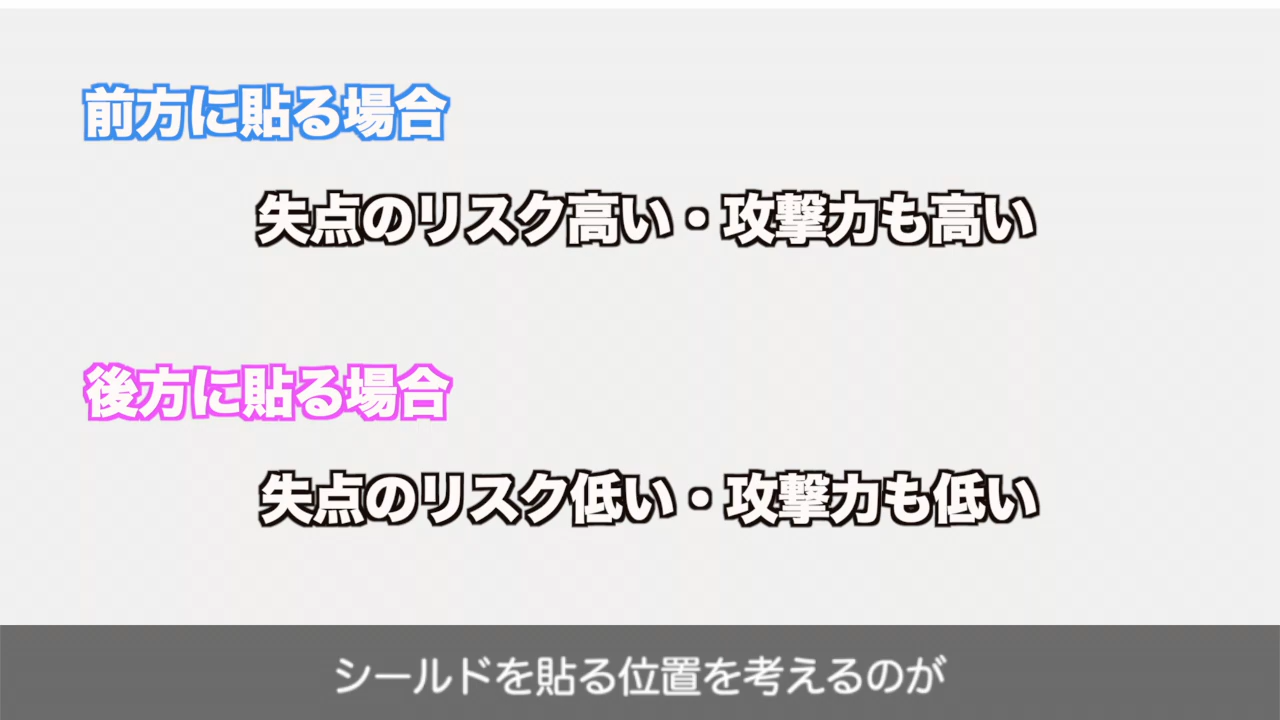 前方に貼る場合
失点のリスク高い・攻撃力も高い
後方に貼る場合
失点のリスク低い・攻撃力も低い
シールドを貼る位置を考えるのが